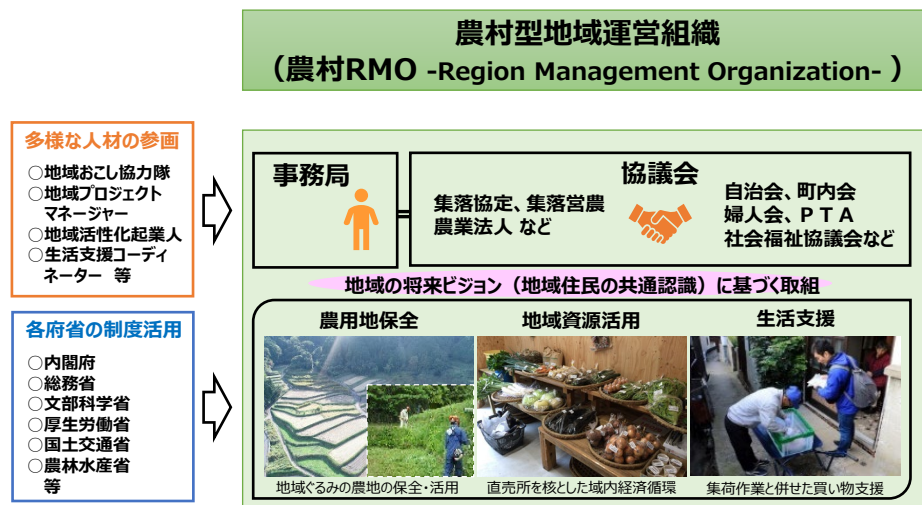 農村型地域運営組織
（農村RMO -Region Management Organization- ）
多様な人材の参画
○地域おこし協力隊
○地域プロジェクト
マネージャー
○地域活性化起業人
○生活支援コーディ
ネーター 等
各府省の制度活用
○内閣府
○総務省
○文部科学省
○厚生労働省
○国土交通省
○農林水産省
等
事務局
協議会
集落協定、集落営農
農業法人 など
自治会、町内会
婦人会、ＰＴＡ
社会福祉協議会など
地域の将来ビジョン（地域住民の共通認識）に基づく取組
農用地保全
地域ぐるみの農地の保全・活用
地域資源活用
直売所を核とした域内経済循環
生活支援
集荷作業と併せた買い物支援